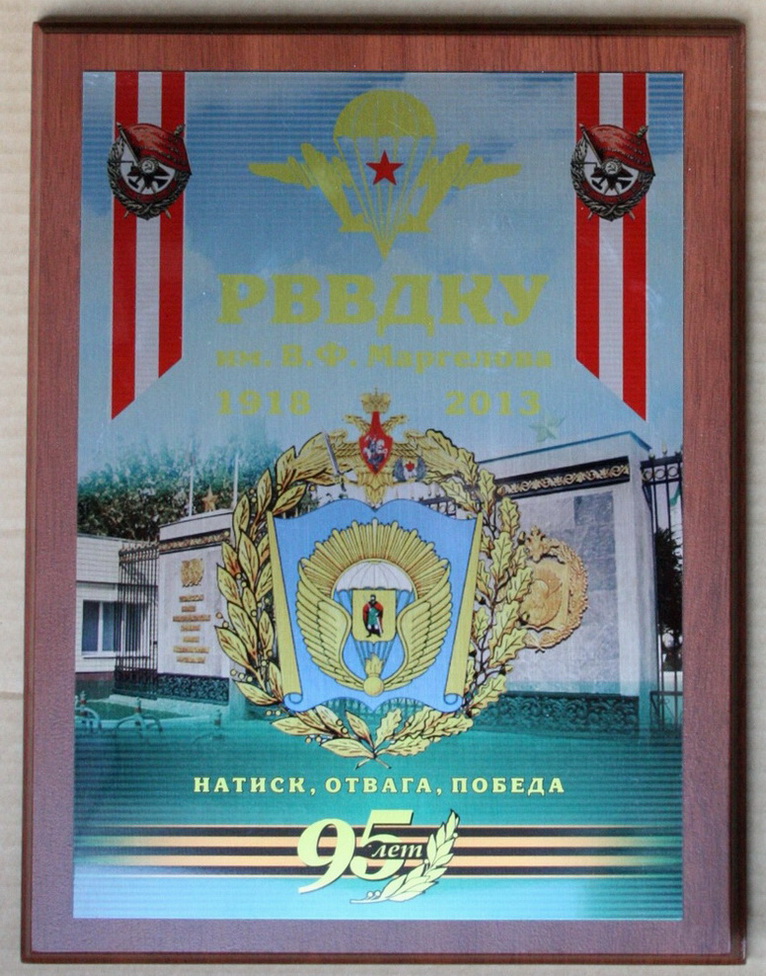 РВВДКУ
им. В.Ф. Маргелова
1918 2013
НАТИСК, ОТВАГА, ПОБЕДА
95 лет